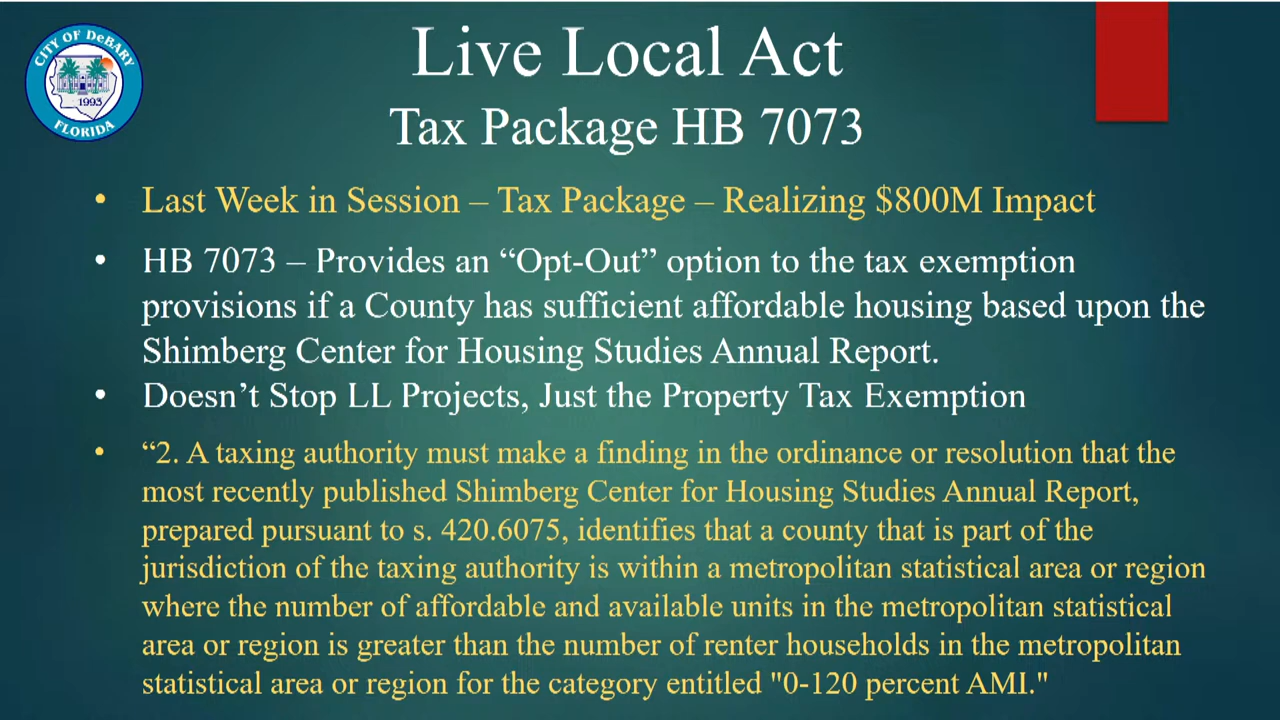 CITY OF DeBARY
1993
FLORIDA
Live Local Act
Tax Package HB 7073
• Last Week in Session – Tax Package – Realizing $800M Impact
• HB 7073 – Provides an “Opt-Out” option to the tax exemption
provisions if a County has sufficient affordable housing based upon the
Shimberg Center for Housing Studies Annual Report.
• Doesn’t Stop LL Projects, Just the Property Tax Exemption
• “2. A taxing authority must make a finding in the ordinance or resolution that the
most recently published Shimberg Center for Housing Studies Annual Report,
prepared pursuant to s. 420.6075, identifies that a county that is part of the
jurisdiction of the taxing authority is within a metropolitan statistical area or region
where the number of affordable and available units in the metropolitan statistical
area or region is greater than the number of renter households in the metropolitan
statistical area or region for the category entitled "0-120 percent AMI."